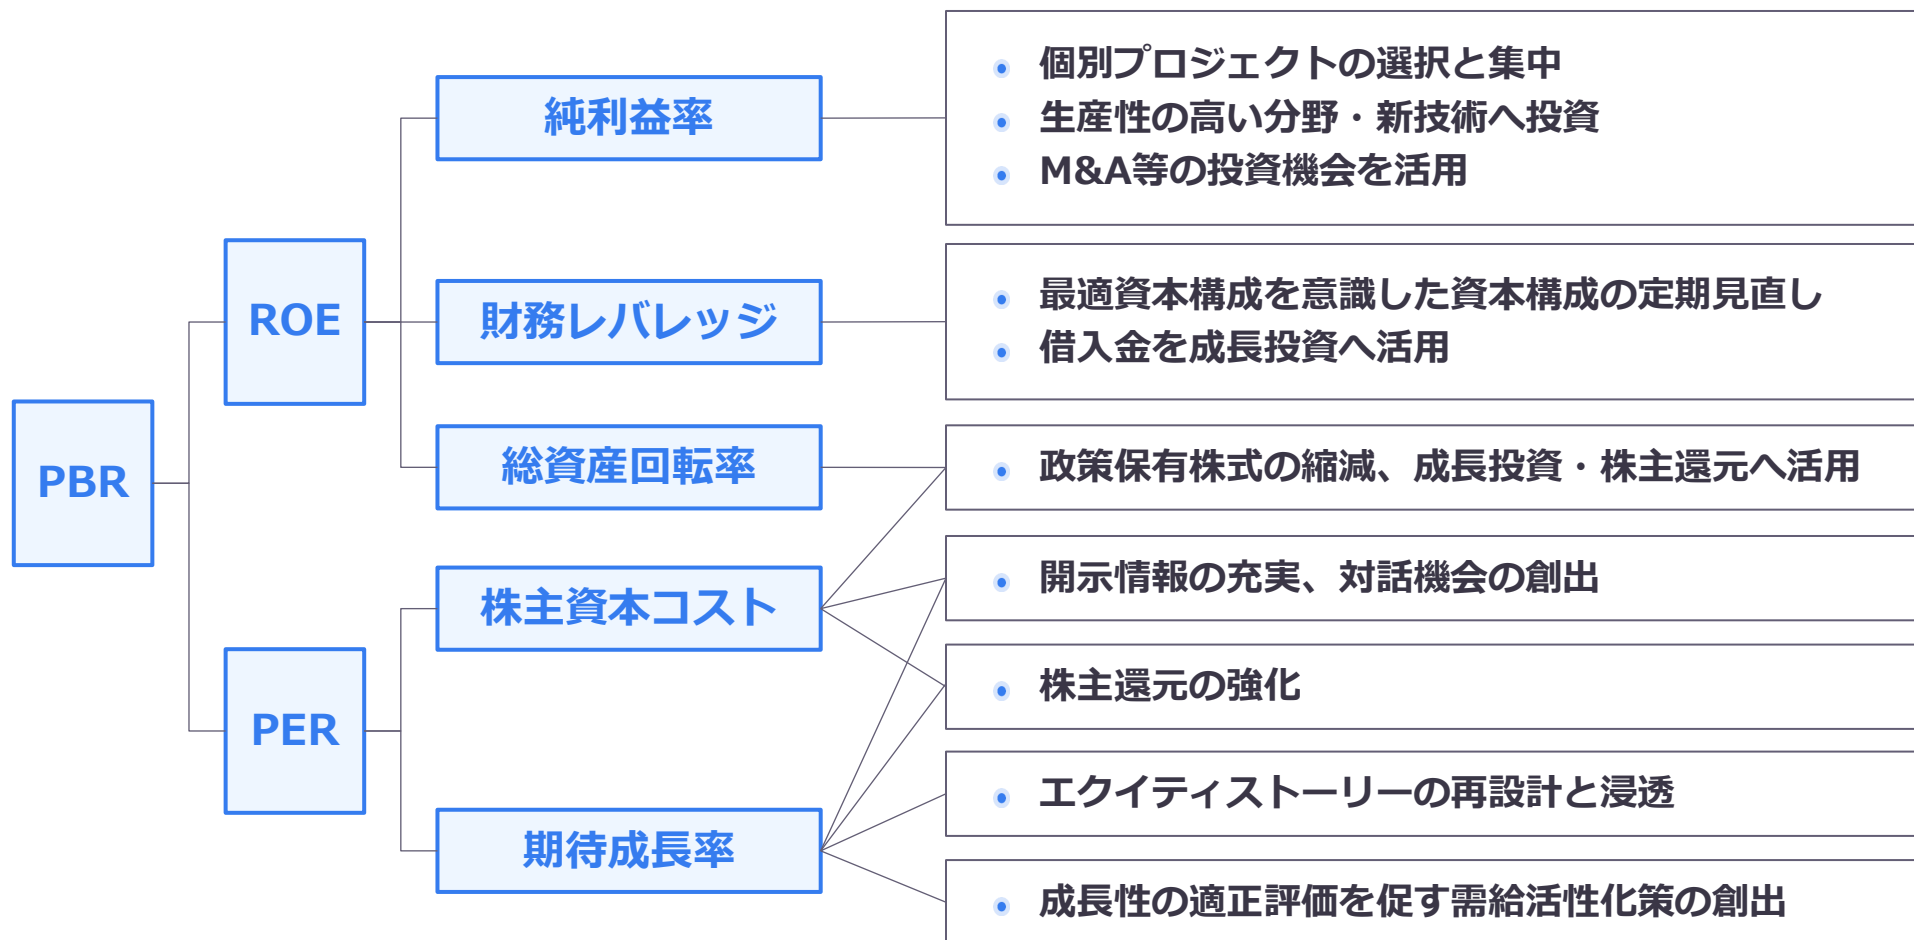 PBR
ROE
PER
純利益率
財務レバレッジ
総資産回転率
株主資本コスト
期待成長率
個別プロジェクトの選択と集中
生産性の高い分野・新技術へ投資
M&A等の投資機会を活用
最適資本構成を意識した資本構成の定期見直し
借入金を成長投資へ活用
政策保有株式の縮減、成長投資・株主還元へ活用
開示情報の充実、対話機会の創出
株主還元の強化
エクイティストーリーの再設計と浸透
成長性の適正評価を促す需給活性化策の創出